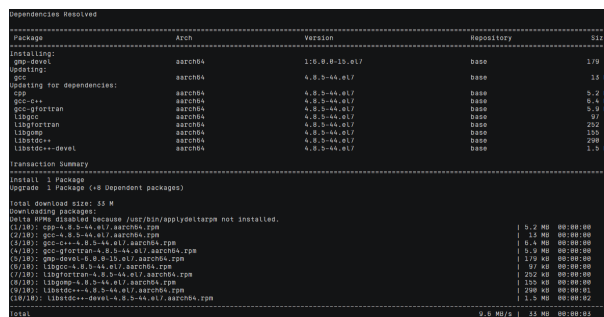 Dependencies Resolved
================================================================================
Package Arch Version Repository Siz
================================================================================
Installing:
gmp-devel aarch64 1:6.0.0-15.el7 base 179
Updating:
gcc aarch64 4.8.5-44.el7 base 13
Updating for dependencies:
cpp aarch64 4.8.5-44.el7 base 5.2
gcc-c++ aarch64 4.8.5-44.el7 base 6.4
gcc-gfortran aarch64 4.8.5-44.el7 base 5.9
libgcc aarch64 4.8.5-44.el7 base 97
libgfortran aarch64 4.8.5-44.el7 base 252
libgomp aarch64 4.8.5-44.el7 base 155
libstdc++ aarch64 4.8.5-44.el7 base 290
libstdc++-devel aarch64 4.8.5-44.el7 base 1.5
Transaction Summary
================================================================================
Install 1 Package
Upgrade 1 Package (+8 Dependent packages)
Total download size: 33 M
Downloading packages:
Delta RPMs disabled because /usr/bin/applydeltarpm not installed.
(1/10): cpp-4.8.5-44.el7.aarch64.rpm | 5.2 MB 00:00:00
(2/10): gcc-4.8.5-44.el7.aarch64.rpm | 13 MB 00:00:00
(3/10): gcc-c++-4.8.5-44.el7.aarch64.rpm | 6.4 MB 00:00:00
(4/10): gcc-gfortran-4.8.5-44.el7.aarch64.rpm | 5.9 MB 00:00:00
(5/10): gmp-devel-6.0.0-15.el7.aarch64.rpm | 179 kB 00:00:00
(6/10): libgcc-4.8.5-44.el7.aarch64.rpm | 97 kB 00:00:00
(7/10): libgfortran-4.8.5-44.el7.aarch64.rpm | 252 kB 00:00:00
(8/10): libgomp-4.8.5-44.el7.aarch64.rpm | 155 kB 00:00:00
(9/10): libstdc++-4.8.5-44.el7.aarch64.rpm | 290 kB 00:00:01
(10/10): libstdc++-devel-4.8.5-44.el7.aarch64.rpm | 1.5 MB 00:00:02
--------------------------------------------------------------------------------
Total 9.6 MB/s | 33 MB 00:00:03